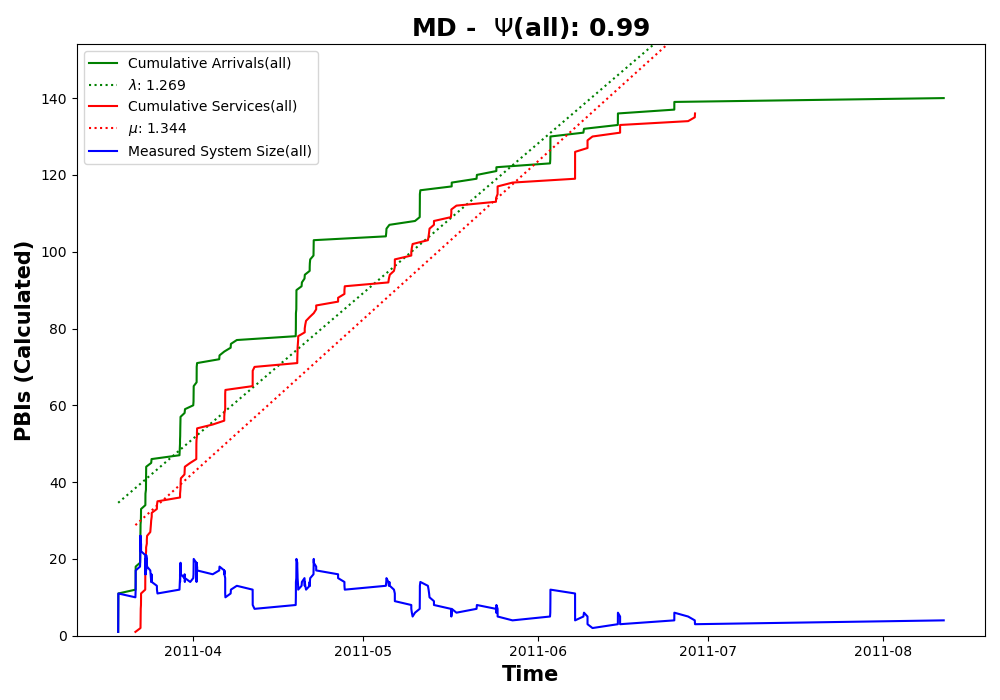 MD - Ψ(all): 0.99
Cumulative Arrivals(all)
λ: 1.269
Cumulative Services(all)
μ: 1.344
Measured System Size(all)
PBIs (Calculated)
140
120
100
80
60
40
20
0
2011-04 2011-05 2011-06 2011-07 2011-08
Time